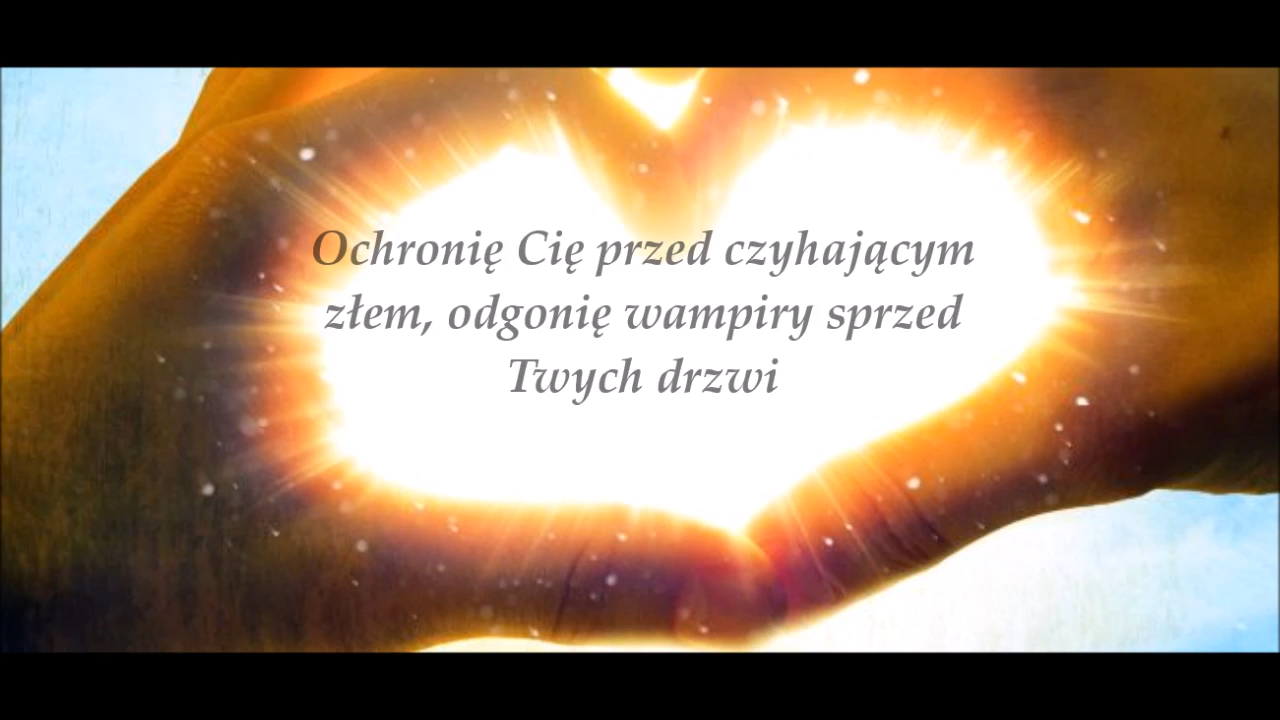 Ochronię Cię przed czyhającym
złem, odgonię wampiry sprzed
Twych drzwi